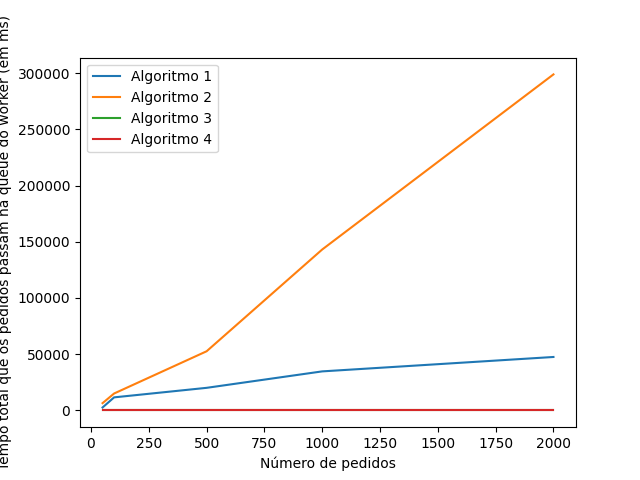 Tempo total que os pedidos passam na queue do worker (em ms)
300000
250000
200000
150000
100000
50000
0
Algoritmo 1
Algoritmo 2
Algoritmo 3
Algoritmo 4
0 250 500 750 1000 1250 1500 1750 2000
Número de pedidos